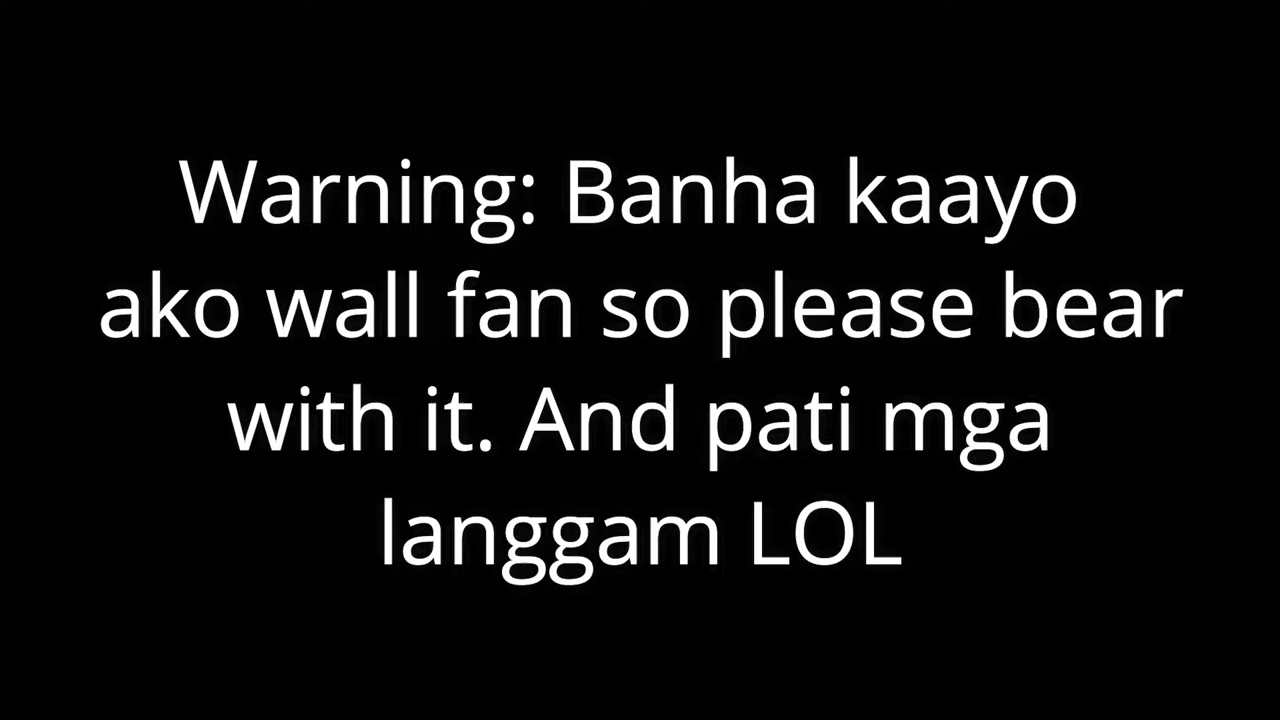 Warning: Banha kaayo
ako wall fan so please bear
with it. And pati mga
langgam LOL